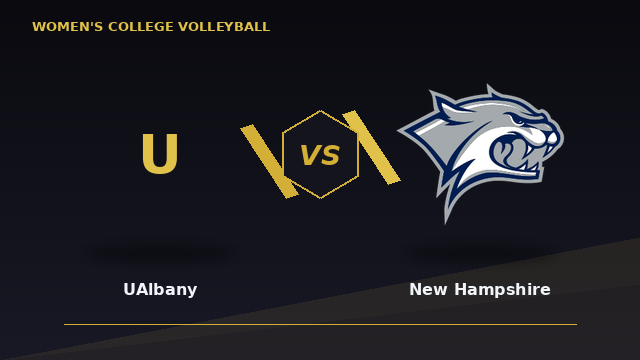 WOMEN'S COLLEGE VOLLEYBALL
U
VS
UAlbany
New Hampshire